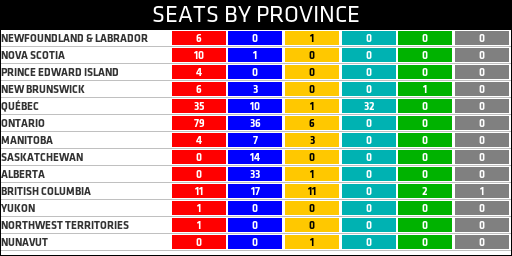 SEATS BY PROVINCE
NEWFOUNDLAND & LABRADOR 6 0 1 0 0 0
NOVA SCOTIA 10 1 0 0 0 0
PRINCE EDWARD ISLAND 4 0 0 0 0 0
NEW BRUNSWICK 6 3 0 0 1 0
QUÉBEC 35 10 1 32 0 0
ONTARIO 79 36 6 0 0 0
MANITOBA 4 7 3 0 0 0
SASKATCHEWAN 0 14 0 0 0 0
ALBERTA 0 33 1 0 0 0
BRITISH COLUMBIA 11 17 11 0 2 1
YUKON 1 0 0 0 0 0
NORTHWEST TERRITORIES 1 0 0 0 0 0
NUNAVUT 0 0 1 0 0 0